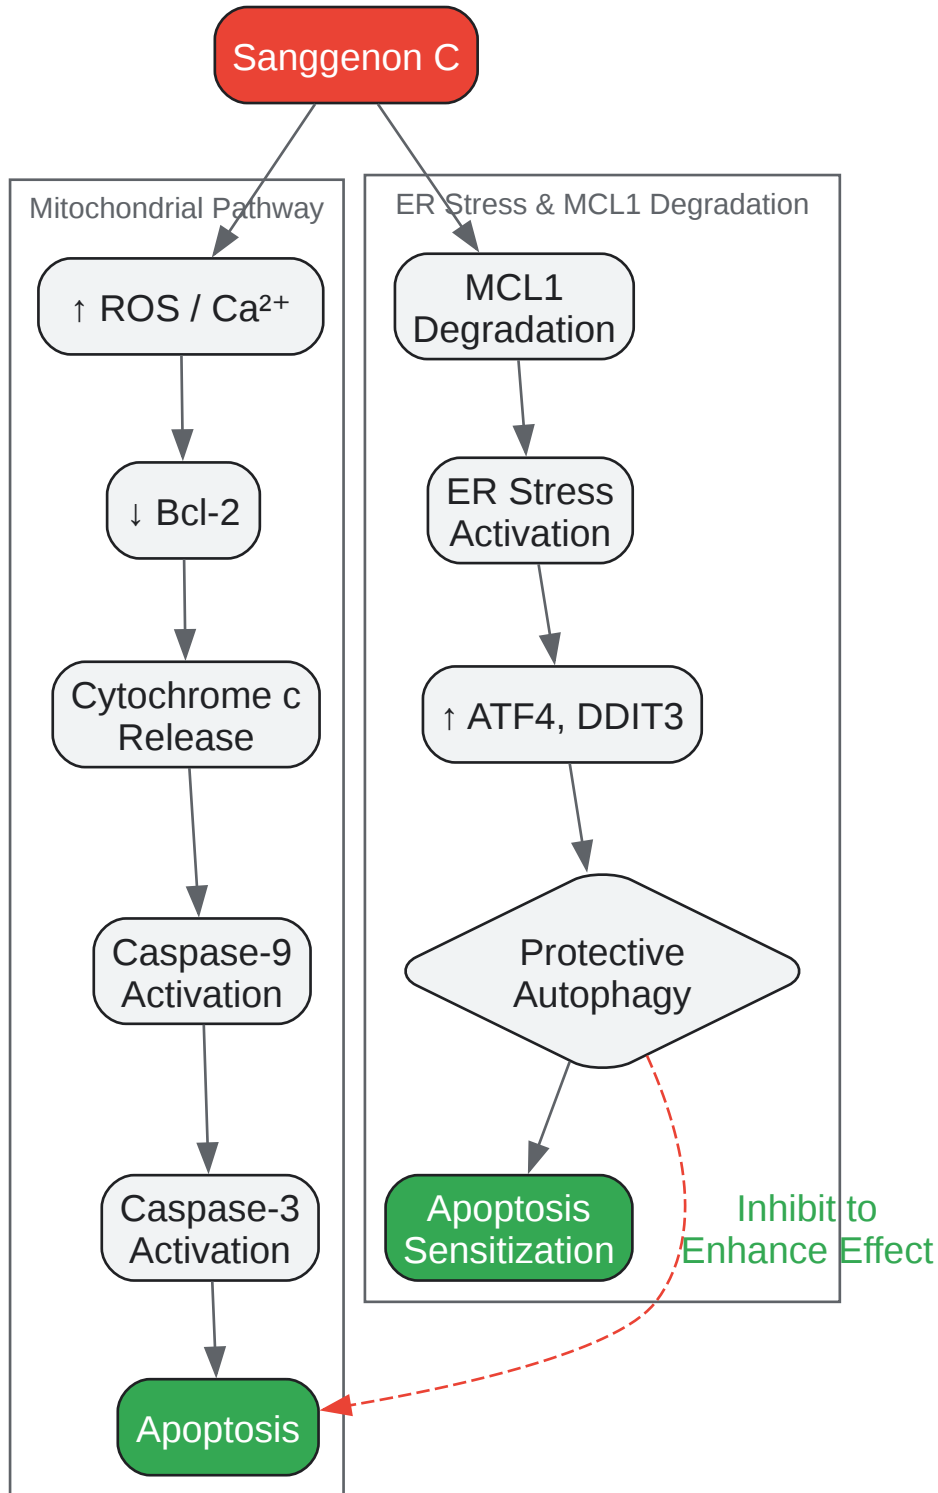 Sanggenon C
Mitochondrial Pathway
↑ ROS / Ca²⁺
↓ Bcl-2
Cytochrome c
Release
Caspase-9
Activation
Caspase-3
Activation
Apoptosis
ER Stress & MCL1 Degradation
MCL1
Degradation
ER Stress
Activation
↑ ATF4, DDIT3
Protective
Autophagy
Apoptosis
Sensitization
Inhibit to
Enhance Effect